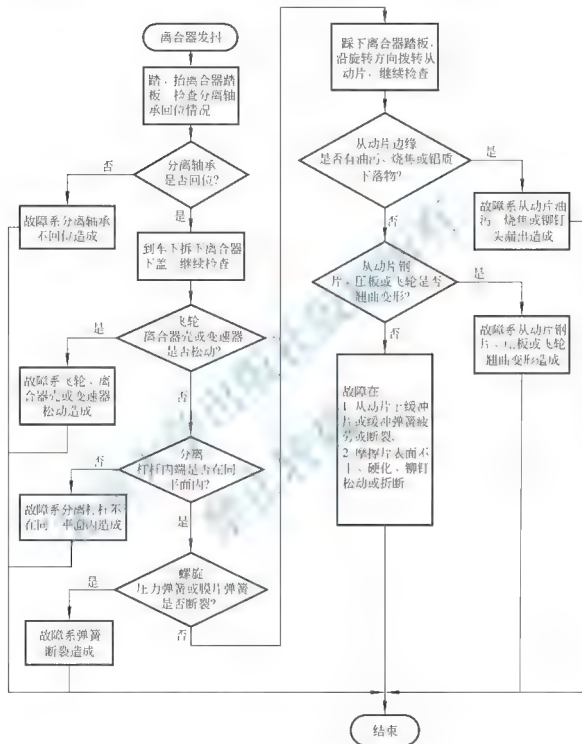 离合器发抖
踏、抬离合器踏
板 检查分离轴
承回位情况
否
分离轴承
是否回位?
是
故障系分离轴承
不回位造成
到车下拆下离合器
下盖 继续检查
飞轮
离合器壳或变速器
是否松动?
是
否
故障系飞轮、离
合器壳或变速器
松动造成
分离
杠杆内端是否在同
平面内?
否
是
故障系分离杠杆不
在同 平面内造成
螺旋
压力弹簧或膜片弹簧
是否断裂?
是
否
故障系弹簧
断裂造成
踩下离合器踏板,
沿旋转方向拨转从
动片,继续检查
从动片边缘
是否有油污、烧焦或铝质
下落物?
是
否
故障系从动片油
污 烧焦或铆钉
头露出造成
从动片钢
片、压板或飞轮是否
翘曲变形?
是
否
故障系从动片钢
片、压板或飞轮
翘曲变形造成
故障在
1 从动片上缓冲
片或缓冲弹簧疲
劳或断裂;
2 摩擦片表面不
平、硬化、铆钉
松动或折断
结束